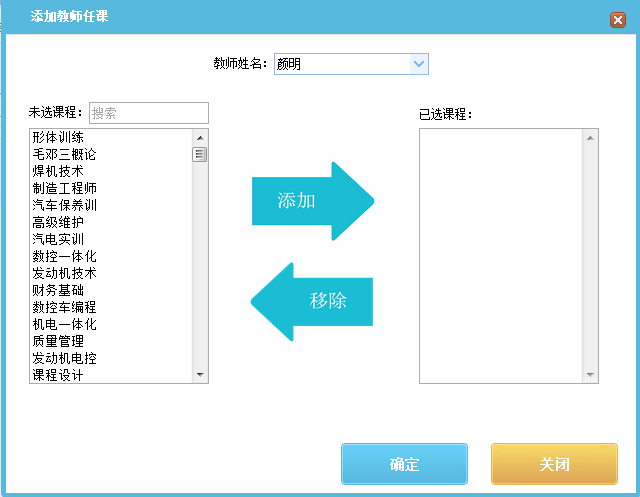 添加教师任课
教师姓名： 颜明
未选课程： 搜索
已选课程：
形体训练
毛邓三概论
焊机技术
制造工程师
汽车保养训
高级维护
汽电实训
数控一体化
发动机技术
财务基础
数控车编程
机电一体化
质量管理
发动机电控
课程设计
添加
移除
确定
关闭